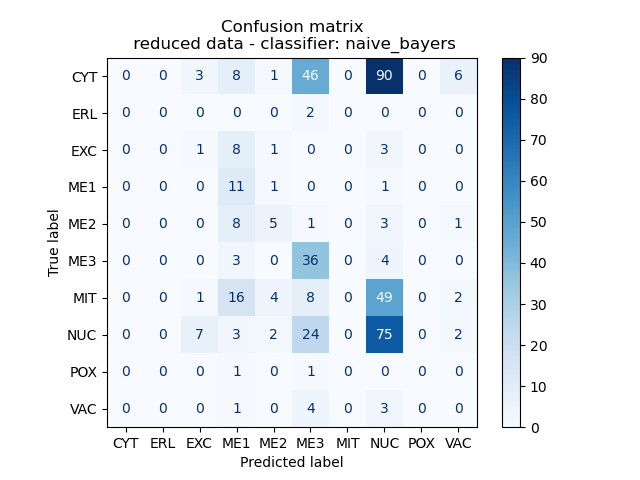 Confusion matrix
reduced data - classifier: naive_bayers
CYT 0 0 3 8 1 46 0 90 0 6
ERL 0 0 0 0 0 2 0 0 0 0
EXC 0 0 1 8 1 0 0 3 0 0
ME1 0 0 0 11 1 0 0 1 0 0
ME2 0 0 0 8 5 1 0 3 0 1
ME3 0 0 0 3 0 36 0 4 0 0
MIT 0 0 1 16 4 8 0 49 0 2
NUC 0 0 7 3 2 24 0 75 0 2
POX 0 0 0 1 0 1 0 0 0 0
VAC 0 0 0 1 0 4 0 3 0 0
CYT ERL EXC ME1 ME2 ME3 MIT NUC POX VAC
Predicted label
True label
90
80
70
60
50
40
30
20
10
0